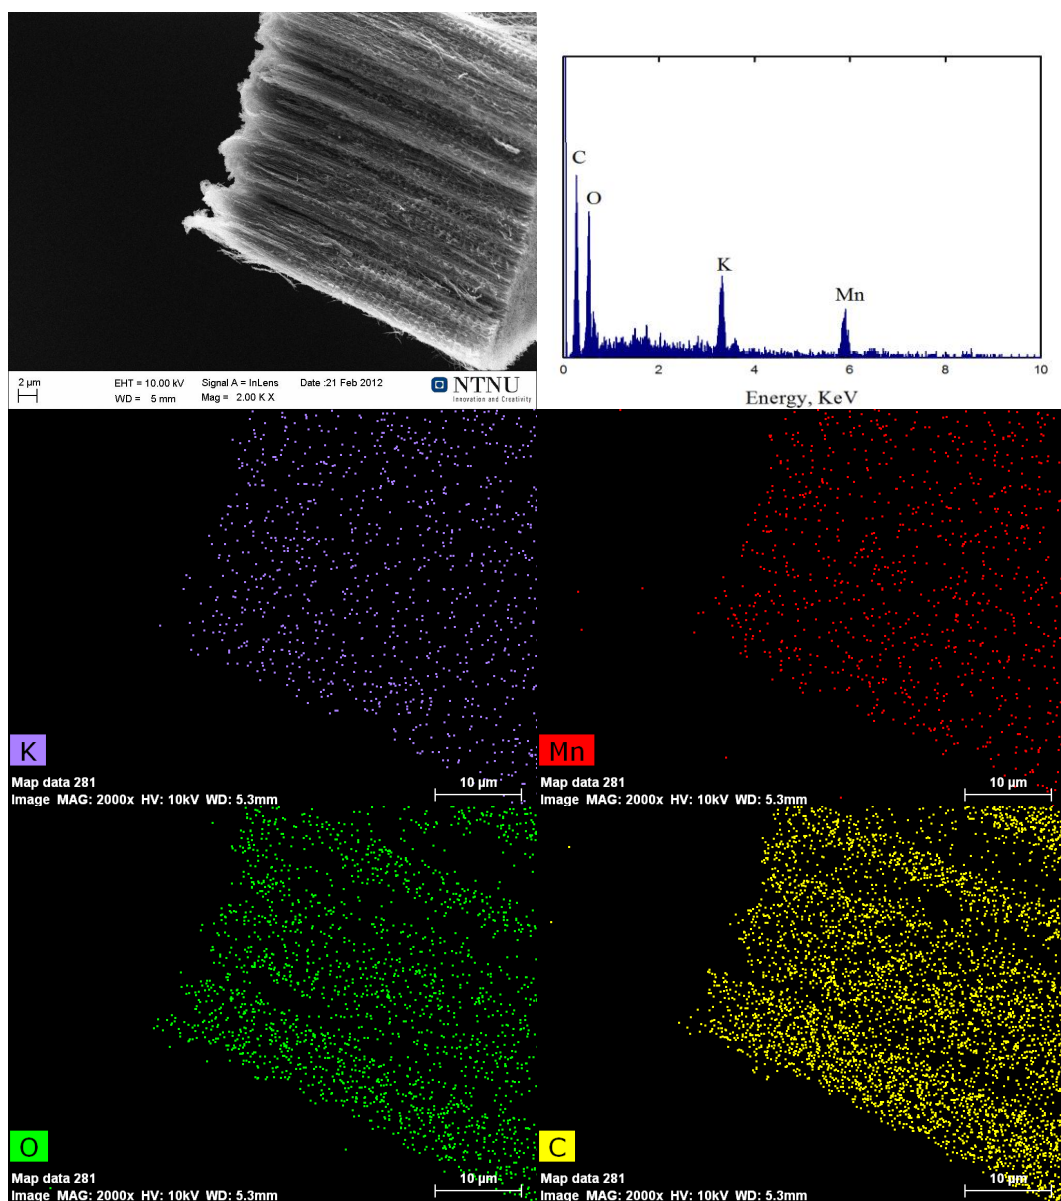 2 µm
EHT = 10.00 kV
WD = 5 mm
Signal A = InLens
Mag = 2.00 K X
Date :21 Feb 2012
NTNU
Innovation and Creativity
C
O
K
Mn
0 2 4 6 8 10
Energy, KeV
K
Map data 281
Image MAG: 2000x HV: 10kV WD: 5.3mm
10 µm
Mn
Map data 281
Image MAG: 2000x HV: 10kV WD: 5.3mm
10 µm
O
Map data 281
Image MAG: 2000x HV: 10kV WD: 5.3mm
10 µm
C
Map data 281
Image MAG: 2000x HV: 10kV WD: 5.3mm
10 µm